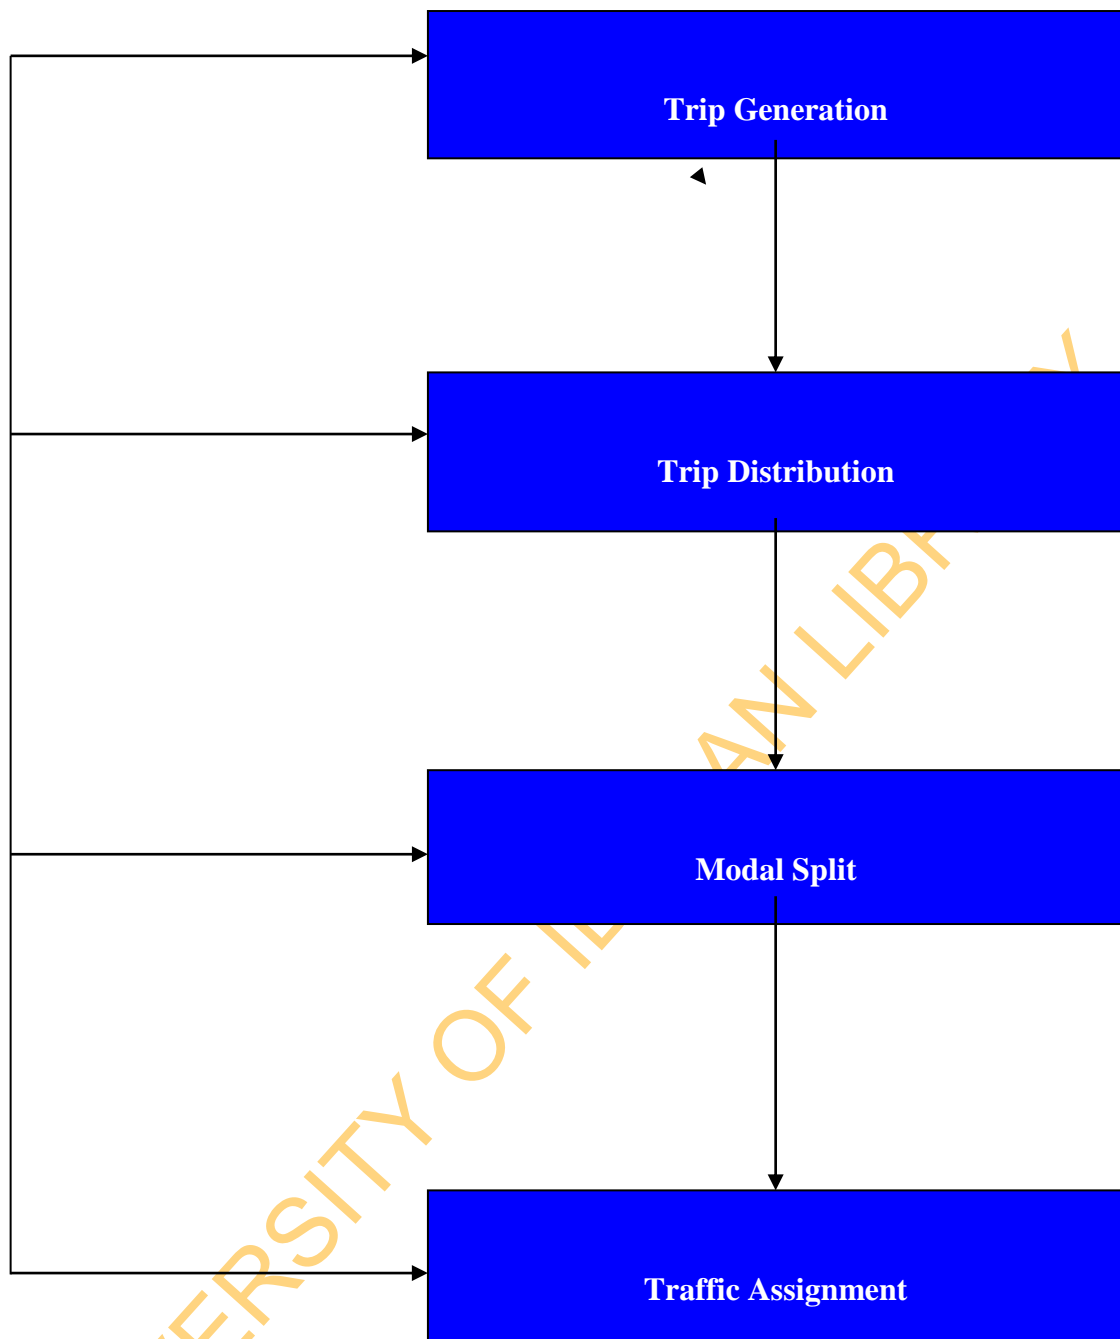 Trip Generation
Trip Distribution
Modal Split
Traffic Assignment